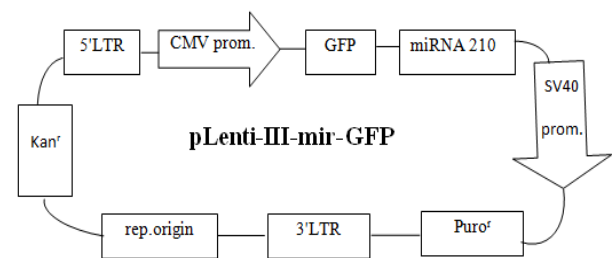 5'LTR
CMV prom.
GFP
miRNA 210
SV40
prom.
Kanʳ
pLenti-III-mir-GFP
rep.origin
3'LTR
Puroʳ